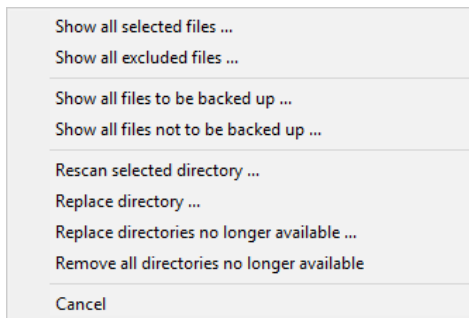 Show all selected files ...
Show all excluded files ...
Show all files to be backed up ...
Show all files not to be backed up ...
Rescan selected directory ...
Replace directory ...
Replace directories no longer available ...
Remove all directories no longer available
Cancel